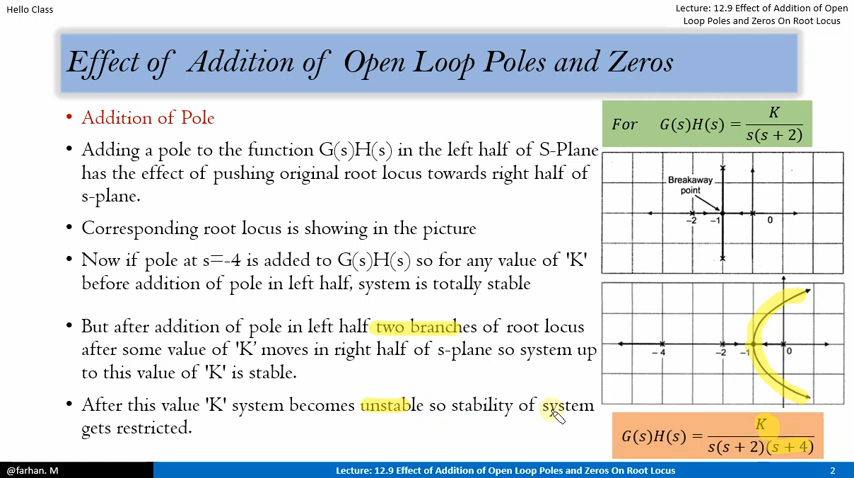 Hello Class
Lecture: 12.9 Effect of Addition of Open
Loop Poles and Zeros On Root Locus
Effect of Addition of Open Loop Poles and Zeros
• Addition of Pole
• Adding a pole to the function G(s)H(s) in the left half of S-Plane
has the effect of pushing original root locus towards right half of
s-plane.
• Corresponding root locus is showing in the picture
• Now if pole at s=-4 is added to G(s)H(s) so for any value of 'K'
before addition of pole in left half, system is totally stable
• But after addition of pole in left half two branches of root locus
after some value of 'K' moves in right half of s-plane so system up
to this value of 'K' is stable.
• After this value 'K' system becomes unstable so stability of system
gets restricted.
For G(s)H(s) = K / s(s + 2)
Breakaway
point
−2 −1 0
−4 −2 −1 0
G(s)H(s) = K / s(s + 2)(s + 4)
@farhan. M
Lecture: 12.9 Effect of Addition of Open Loop Poles and Zeros On Root Locus
2